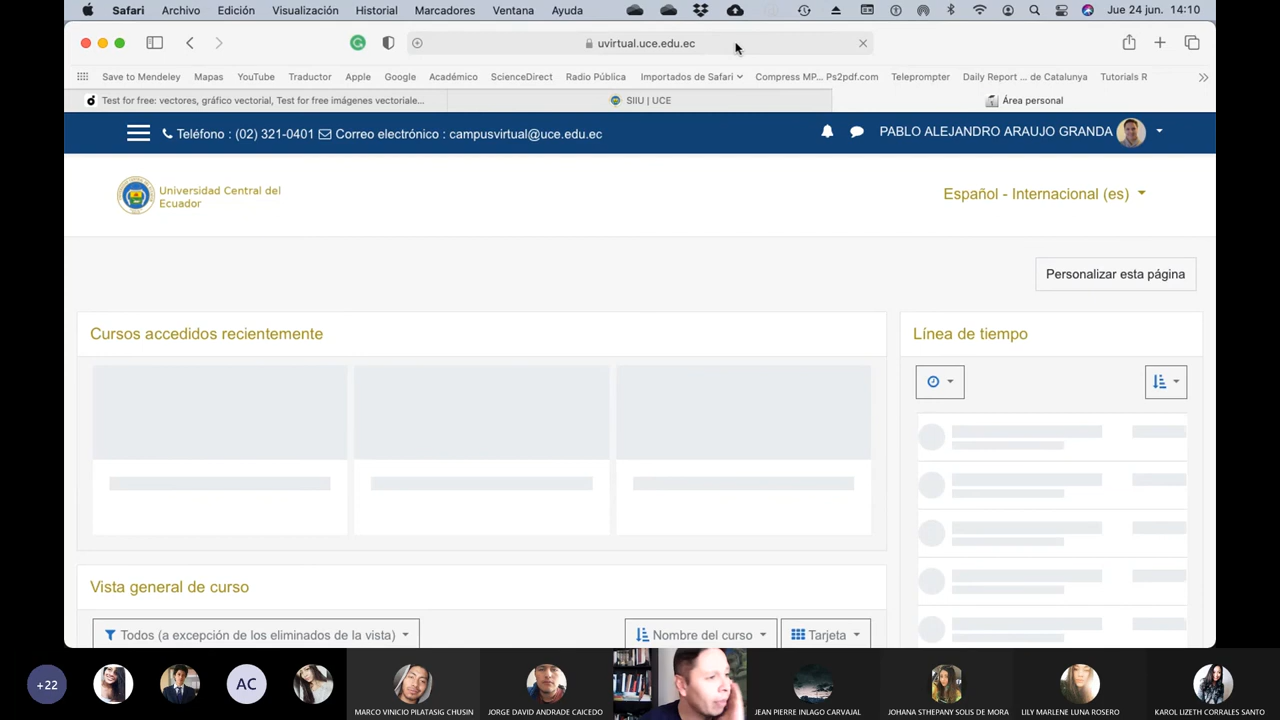 Safari Archivo Edición Visualización Historial Marcadores Ventana Ayuda Jue 24 jun. 14:10
uvirtual.uce.edu.ec
Save to Mendeley Mapas YouTube Traductor Apple Google Académico ScienceDirect Radio Pública Importados de Safari Compress MP... Ps2pdf.com Teleprompter Daily Report ... de Catalunya Tutorials R
Test for free: vectores, gráfico vectorial, Test for free imágenes vectoriale... SIIU | UCE Área personal
Teléfono : (02) 321-0401 Correo electrónico : campusvirtual@uce.edu.ec PABLO ALEJANDRO ARAUJO GRANDA
Universidad Central del
Ecuador
Español - Internacional (es)
Personalizar esta página
Cursos accedidos recientemente
Línea de tiempo
Vista general de curso
Todos (a excepción de los eliminados de la vista) Nombre del curso Tarjeta
+22 AC
MARCO VINICIO PILATASIG CHUSIN JORGE DAVID ANDRADE CAICEDO JEAN PIERRE INLAGO CARVAJAL JOHANA STHEPANY SOLIS DE MORA LILY MARLENE LUNA ROSERO KAROL LIZETH CORRALES SANTO